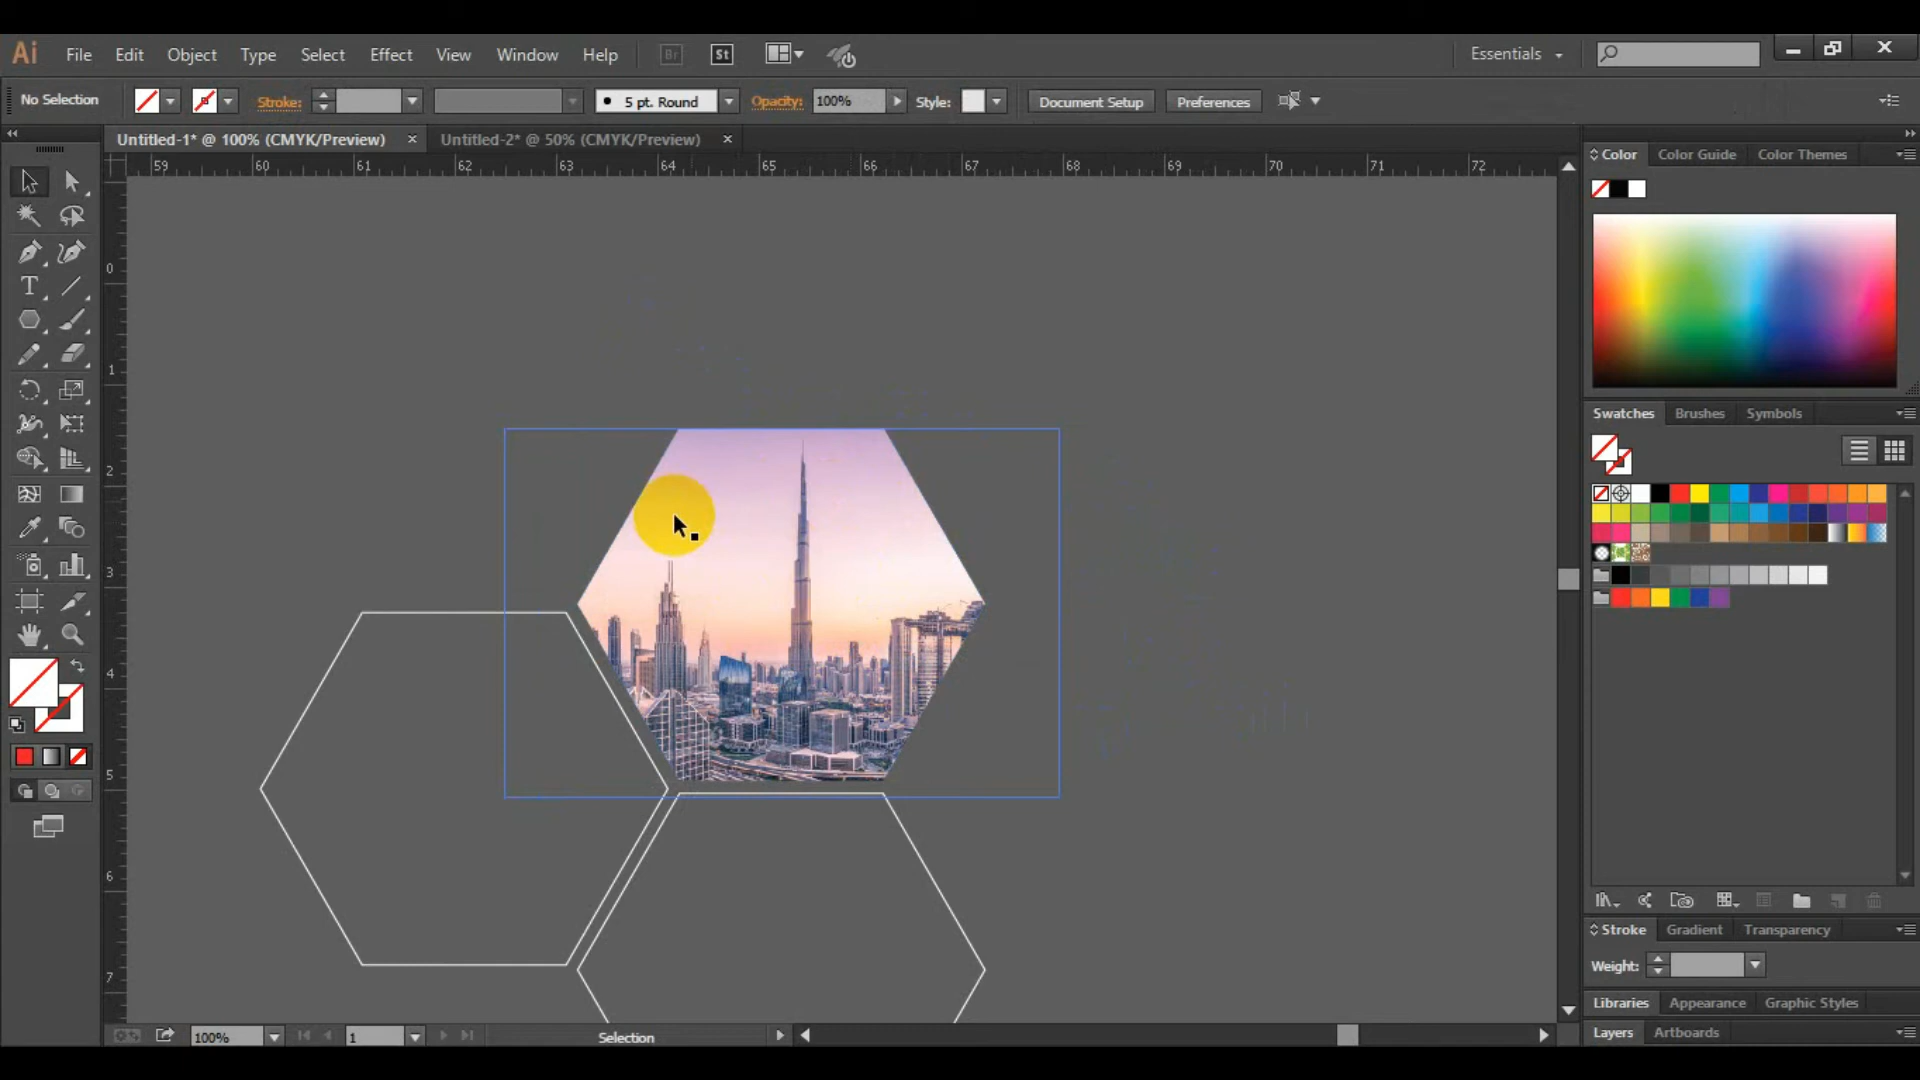 Ai File Edit Object Type Select Effect View Window Help Br St Essentials
No Selection Stroke: 5 pt. Round Opacity: 100% Style: Document Setup Preferences
Untitled-1* @ 100% (CMYK/Preview) × Untitled-2* @ 50% (CMYK/Preview) ×
59 60 61 62 63 64 65 66 67 68 69 70 71 72
Color Color Guide Color Themes
0
1
2
3
4
5
6
7
Swatches Brushes Symbols
Stroke Gradient Transparency
Weight:
Libraries Appearance Graphic Styles
Layers Artboards
100% 1 Selection